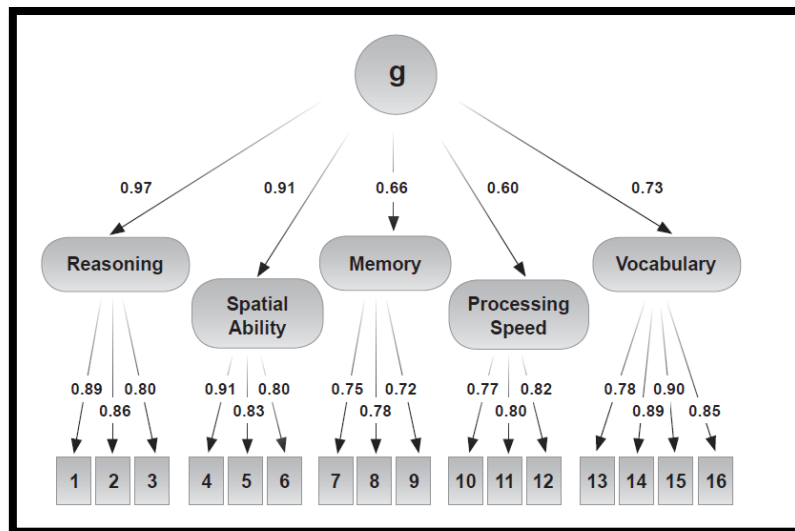 g
0.97
0.91
0.66
0.60
0.73
Reasoning
Memory
Vocabulary
Spatial
Ability
Processing
Speed
0.89
0.80
0.86
0.91
0.80
0.83
0.75
0.72
0.78
0.77
0.82
0.80
0.78
0.90
0.89
0.85
1 2 3 4 5 6 7 8 9 10 11 12 13 14 15 16